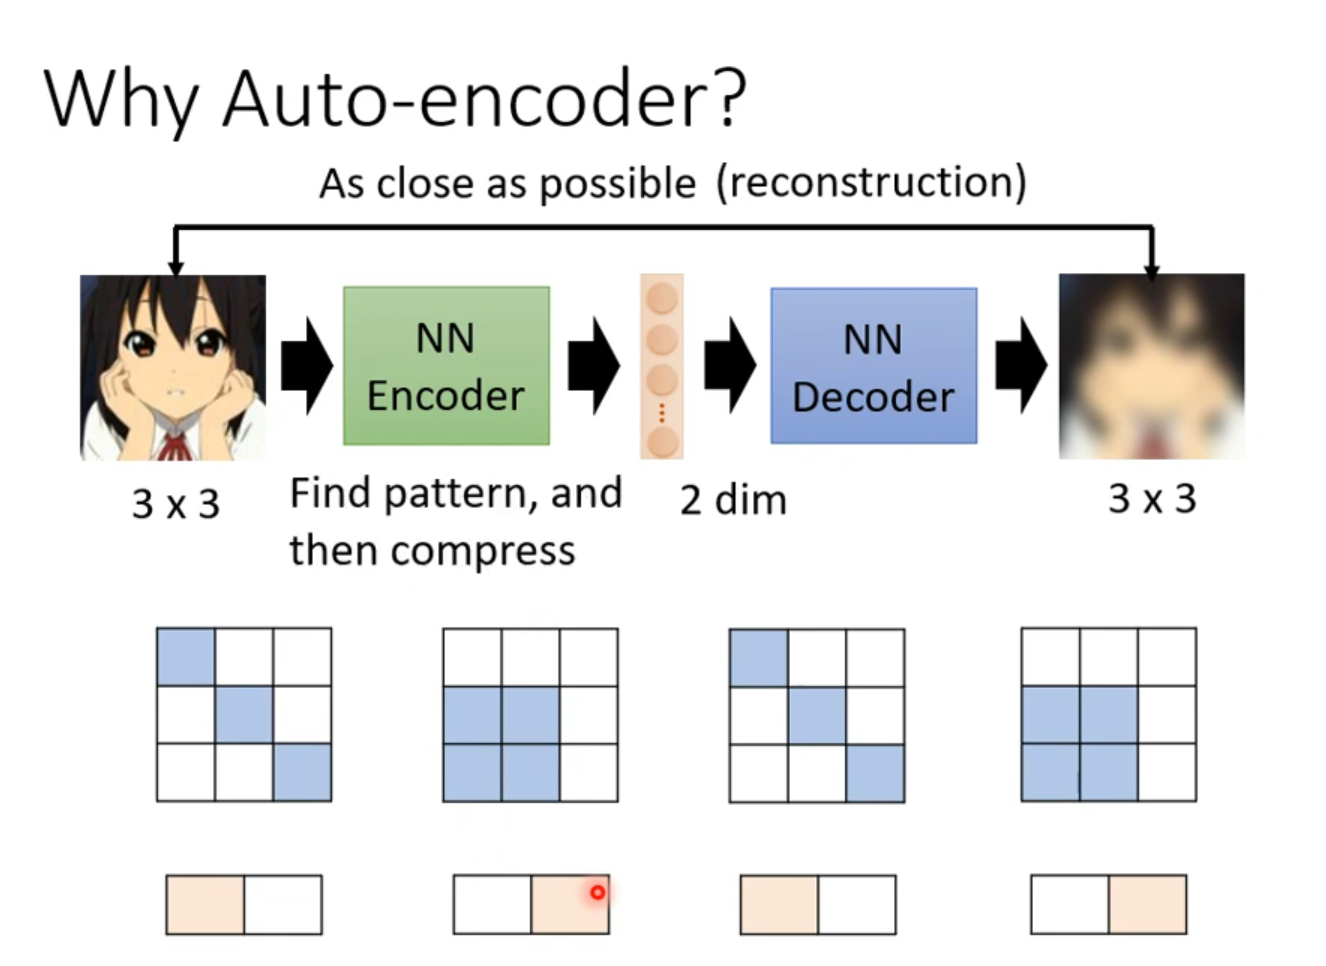 Why Auto-encoder?
As close as possible (reconstruction)
NN
Encoder
NN
Decoder
3 x 3
Find pattern, and
then compress
2 dim
3 x 3